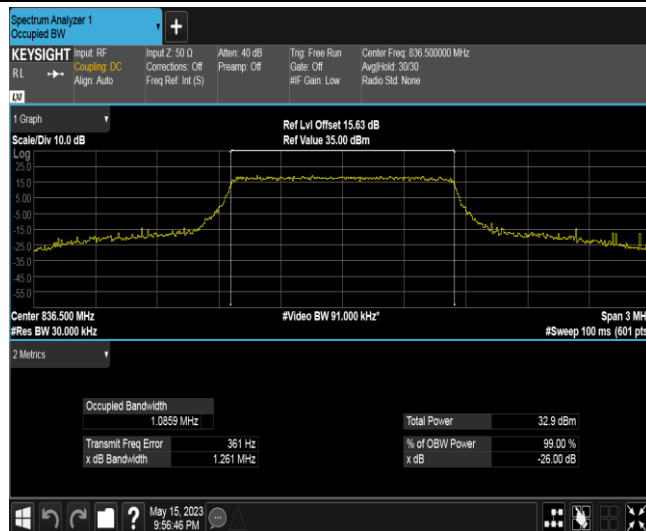 Spectrum Analyzer 1
Occupied BW
KEYSIGHT
RL
Input: RF
Coupling: DC
Align: Auto
Input Z: 50 Ω
Corrections: Off
Freq Ref: Int (S)
Atten: 40 dB
Preamp: Off
Trig: Free Run
Gate: Off
#IF Gain: Low
Center Freq: 836.500000 MHz
Avg|Hold: 30/30
Radio Std: None
1 Graph
Scale/Div 10.0 dB
Ref Lvl Offset 15.63 dB
Ref Value 35.00 dBm
Log
25.0
15.0
5.00
-5.00
-15.0
-25.0
-35.0
-45.0
-55.0
Center 836.500 MHz
#Res BW 30.000 kHz
#Video BW 91.000 kHz*
Span 3 MH
#Sweep 100 ms (601 pts
2 Metrics
Occupied Bandwidth
1.0859 MHz
Transmit Freq Error 361 Hz
x dB Bandwidth 1.261 MHz
Total Power 32.9 dBm
% of OBW Power 99.00 %
x dB -26.00 dB
May 15, 2023
9:56:46 PM